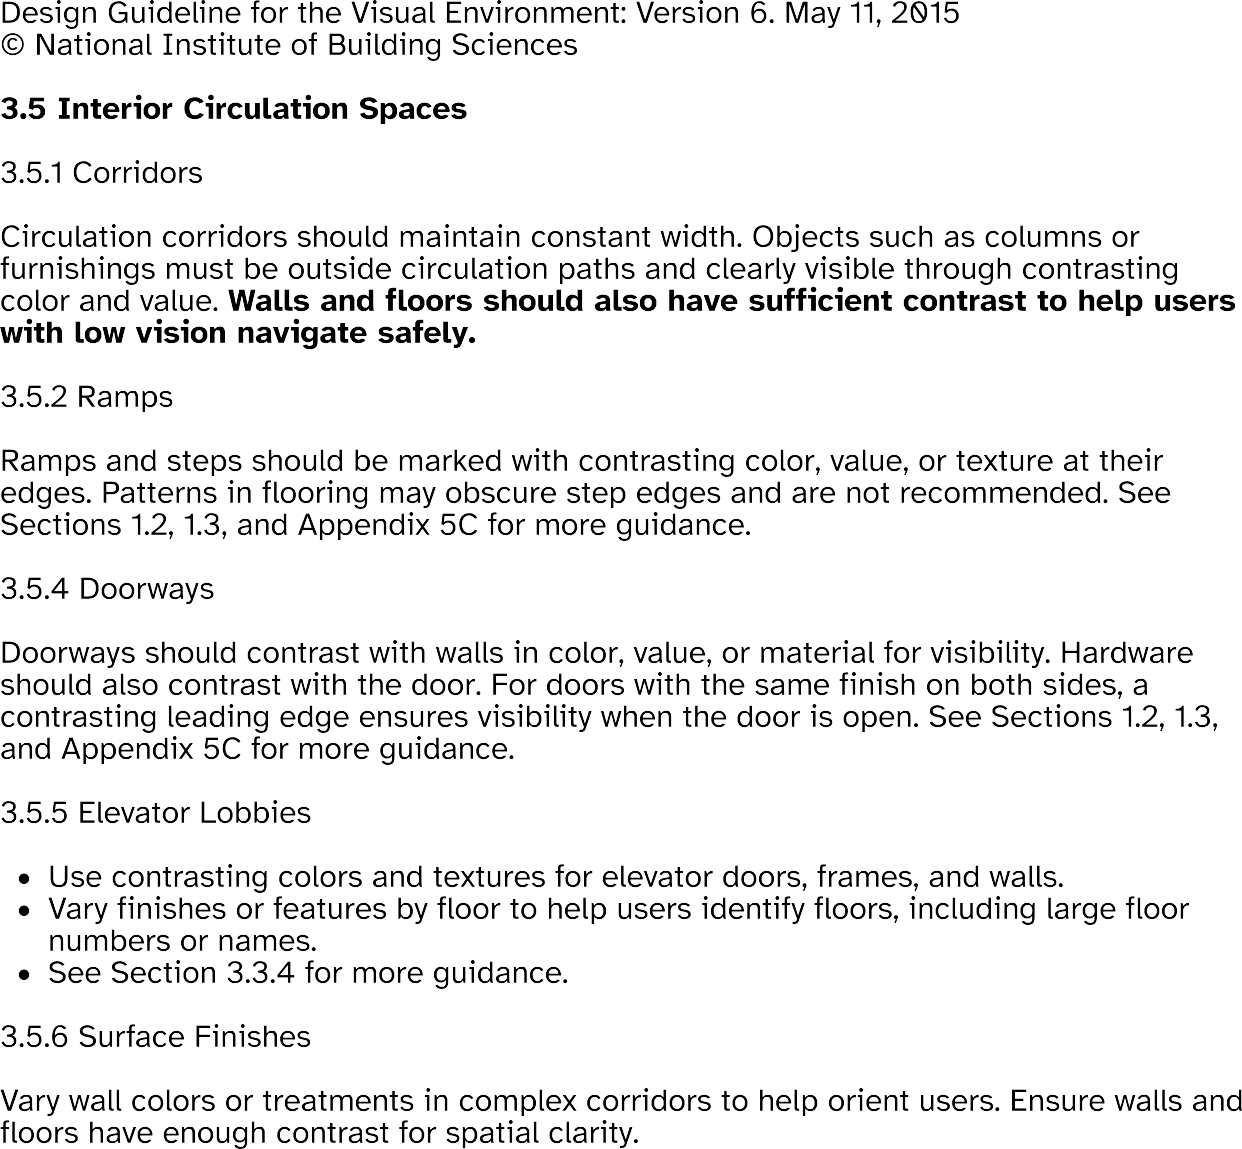 Design Guideline for the Visual Environment: Version 6. May 11, 2015
© National Institute of Building Sciences
3.5 Interior Circulation Spaces
3.5.1 Corridors
Circulation corridors should maintain constant width. Objects such as columns or
furnishings must be outside circulation paths and clearly visible through contrasting
color and value. Walls and floors should also have sufficient contrast to help users
with low vision navigate safely.
3.5.2 Ramps
Ramps and steps should be marked with contrasting color, value, or texture at their
edges. Patterns in flooring may obscure step edges and are not recommended. See
Sections 1.2, 1.3, and Appendix 5C for more guidance.
3.5.4 Doorways
Doorways should contrast with walls in color, value, or material for visibility. Hardware
should also contrast with the door. For doors with the same finish on both sides, a
contrasting leading edge ensures visibility when the door is open. See Sections 1.2, 1.3,
and Appendix 5C for more guidance.
3.5.5 Elevator Lobbies
• Use contrasting colors and textures for elevator doors, frames, and walls.
• Vary finishes or features by floor to help users identify floors, including large floor
numbers or names.
• See Section 3.3.4 for more guidance.
3.5.6 Surface Finishes
Vary wall colors or treatments in complex corridors to help orient users. Ensure walls and
floors have enough contrast for spatial clarity.